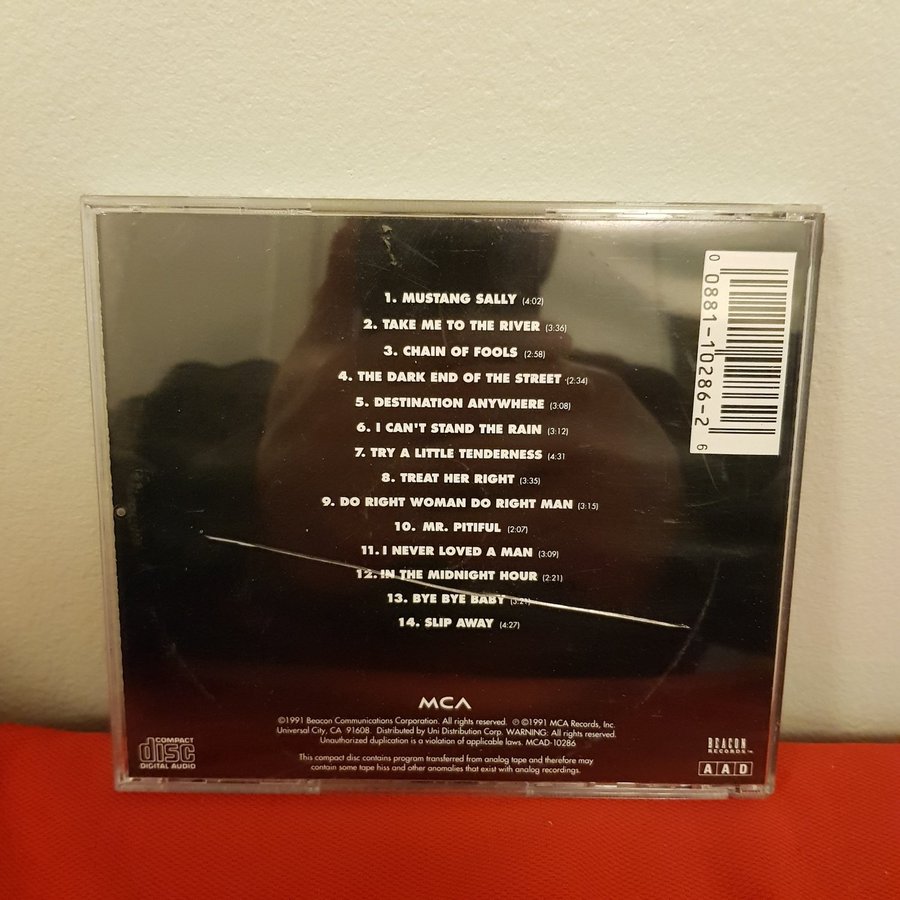 1. MUSTANG SALLY (4:02)
2. TAKE ME TO THE RIVER (3:36)
3. CHAIN OF FOOLS (2:58)
4. THE DARK END OF THE STREET (2:34)
5. DESTINATION ANYWHERE (3:08)
6. I CAN'T STAND THE RAIN (3:12)
7. TRY A LITTLE TENDERNESS (4:31
8. TREAT HER RIGHT (3:35)
9. DO RIGHT WOMAN DO RIGHT MAN (3:15)
10. MR. PITIFUL (2:07)
11. I NEVER LOVED A MAN (3:09)
12. IN THE MIDNIGHT HOUR (2:21)
13. BYE BYE BABY (3:21)
14. SLIP AWAY (4:27)
0 0881-10286-2 6
MCA
©1991 Beacon Communications Corporation. All rights reserved. ℗©1991 MCA Records, Inc.
Universal City, CA 91608. Distributed by Uni Distribution Corp. WARNING: All rights reserved.
Unauthorized duplication is a violation of applicable laws. MCAD-10286
This compact disc contains program transferred from analog tape and therefore may
contain some tape hiss and other anomalies that exist with analog recordings.
COMPACT
disc
DIGITAL AUDIO
BEACON
RECORDS™
A A D